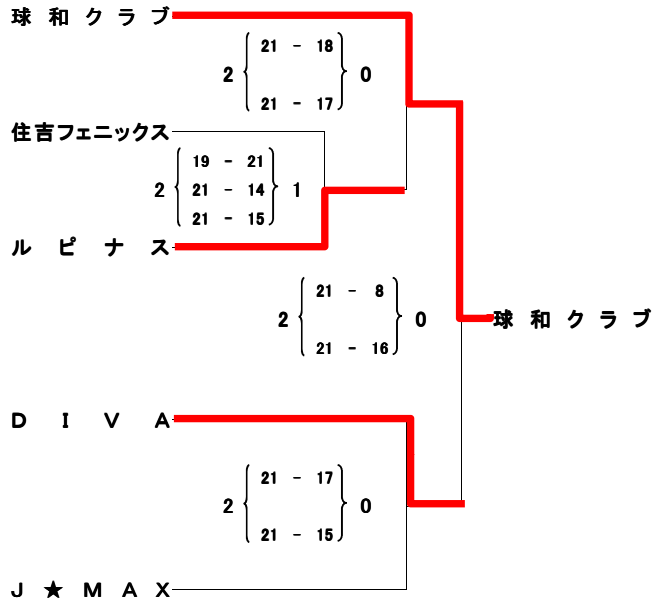 球和クラブ
21 - 18
2 0
21 - 17
住吉フェニックス
19 - 21
2 21 - 14 1
21 - 15
ルピナス
21 - 8
2 0
21 - 16
球和クラブ
DIVA
21 - 17
2 0
21 - 15
J★MAX